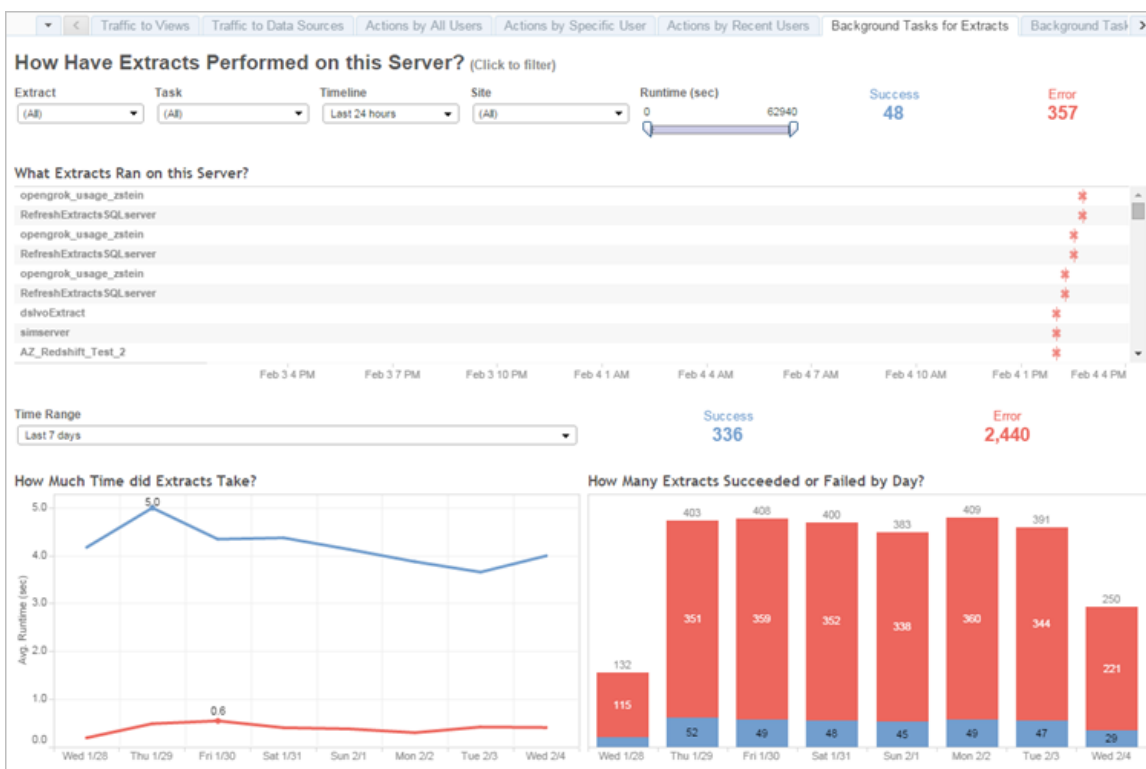 Traffic to Views Traffic to Data Sources Actions by All Users Actions by Specific User Actions by Recent Users Background Tasks for Extracts Background Task
How Have Extracts Performed on this Server? (Click to filter)
Extract Task Timeline Site Runtime (sec) Success Error
(All) (All) Last 24 hours (All) 0 62940 48 357
What Extracts Ran on this Server?
opengrok_usage_zstein
RefreshExtractsSQLserver
opengrok_usage_zstein
RefreshExtractsSQLserver
opengrok_usage_zstein
RefreshExtractsSQLserver
dslvoExtract
simserver
AZ_Redshift_Test_2
Feb 3 4 PM Feb 3 7 PM Feb 3 10 PM Feb 4 1 AM Feb 4 4 AM Feb 4 7 AM Feb 4 10 AM Feb 4 1 PM Feb 4 4 PM
Time Range Success Error
Last 7 days 336 2,440
How Much Time did Extracts Take?
5.0
5.0
4.0
3.0
2.0
1.0
0.6
0.0
Avg. Runtime (sec)
Wed 1/28 Thu 1/29 Fri 1/30 Sat 1/31 Sun 2/1 Mon 2/2 Tue 2/3 Wed 2/4
How Many Extracts Succeeded or Failed by Day?
132 403 408 400 383 409 391 250
115 351 359 352 338 360 344 221
52 49 48 45 49 47 29
Wed 1/28 Thu 1/29 Fri 1/30 Sat 1/31 Sun 2/1 Mon 2/2 Tue 2/3 Wed 2/4